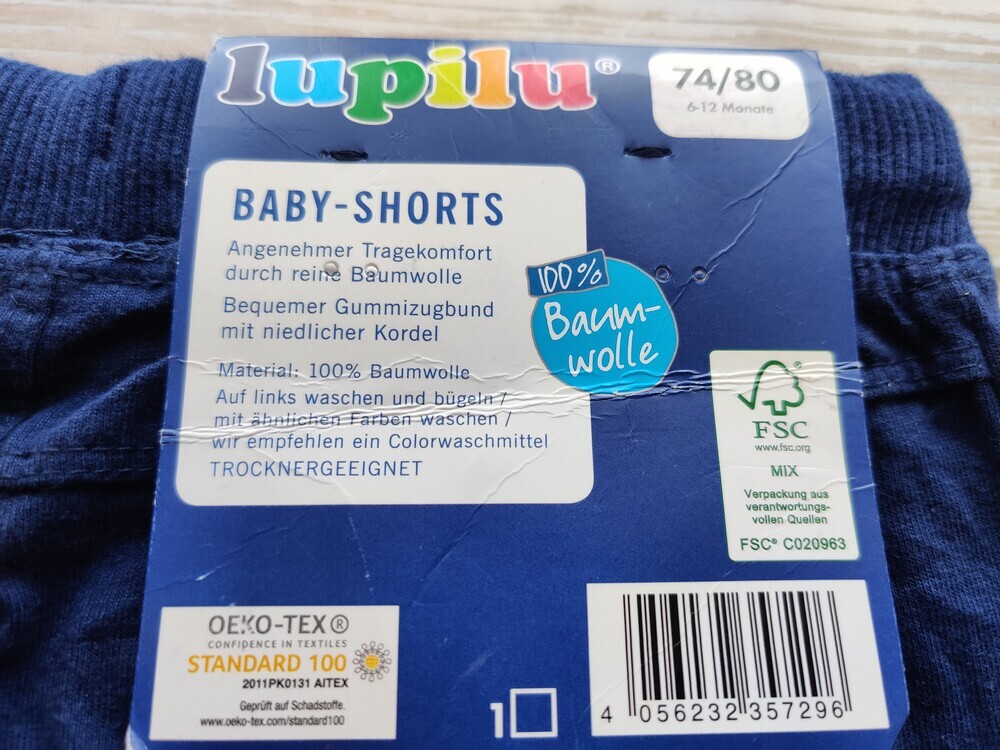 lupilu®
74/80
6-12 Monate
BABY-SHORTS
Angenehmer Tragekomfort
durch reine Baumwolle
Bequemer Gummizugbund
mit niedlicher Kordel
Material: 100% Baumwolle
Auf links waschen und bügeln /
mit ähnlichen Farben waschen /
wir empfehlen ein Colorwaschmittel
TROCKNERGEEIGNET
100%
Baum-
wolle
FSC
www.fsc.org
MIX
Verpackung aus
verantwortungs-
vollen Quellen
FSC® C020963
OEKO-TEX®
CONFIDENCE IN TEXTILES
STANDARD 100
2011PK0131 AITEX
Geprüft auf Schadstoffe.
www.oeko-tex.com/standard100
1
4 056232 357296